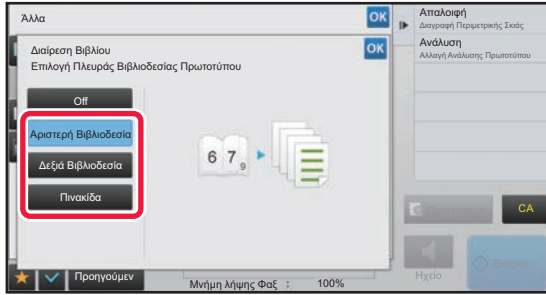 Άλλα
OK
Διαίρεση Βιβλίου
Επιλογή Πλευράς Βιβλιοδεσίας Πρωτοτύπου
OK
Off
Αριστερή Βιβλιοδεσία
Δεξιά Βιβλιοδεσία
Πινακίδα
6 7 9
Προηγούμεν
Μνήμη λήψης Φαξ : 100%
Απαλοιφή
Διαγραφή Περιμετρικής Σκιάς
Ανάλυση
Αλλαγή Ανάλυσης Πρωτοτύπου
CA
Ηχείο